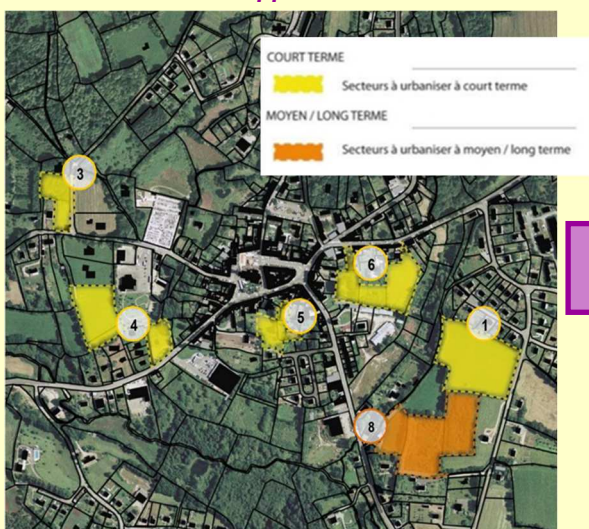 COURT TERME
Secteurs à urbaniser à court terme
MOYEN / LONG TERME
Secteurs à urbaniser à moyen / long terme
3
6
5
1
4
8